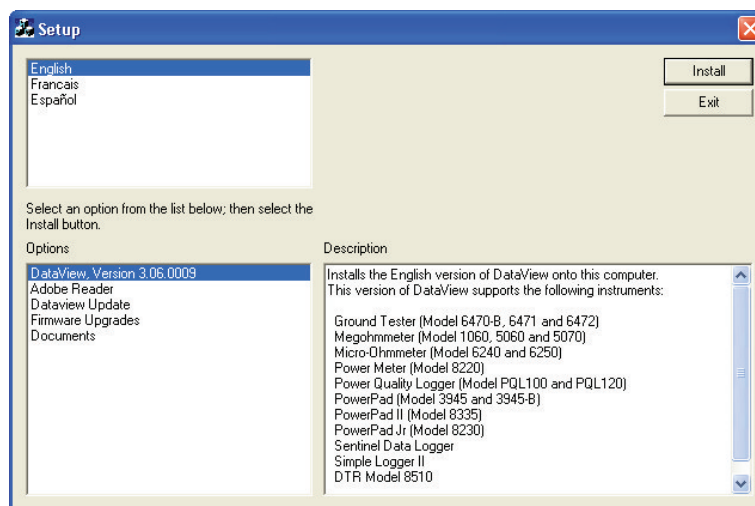 Setup
English
Francais
Español
Install
Exit
Select an option from the list below; then select the
Install button.
Options
DataView, Version 3.06.0009
Adobe Reader
Dataview Update
Firmware Upgrades
Documents
Description
Installs the English version of DataView onto this computer.
This version of DataView supports the following instruments:
Ground Tester (Model 6470-B, 6471 and 6472)
Megohmmeter (Model 1060, 5060 and 5070)
Micro-Ohmmeter (Model 6240 and 6250)
Power Meter (Model 8220)
Power Quality Logger (Model PQL100 and PQL120)
PowerPad (Model 3945 and 3945-B)
PowerPad II (Model 8335)
PowerPad Jr (Model 8230)
Sentinel Data Logger
Simple Logger II
DTR Model 8510